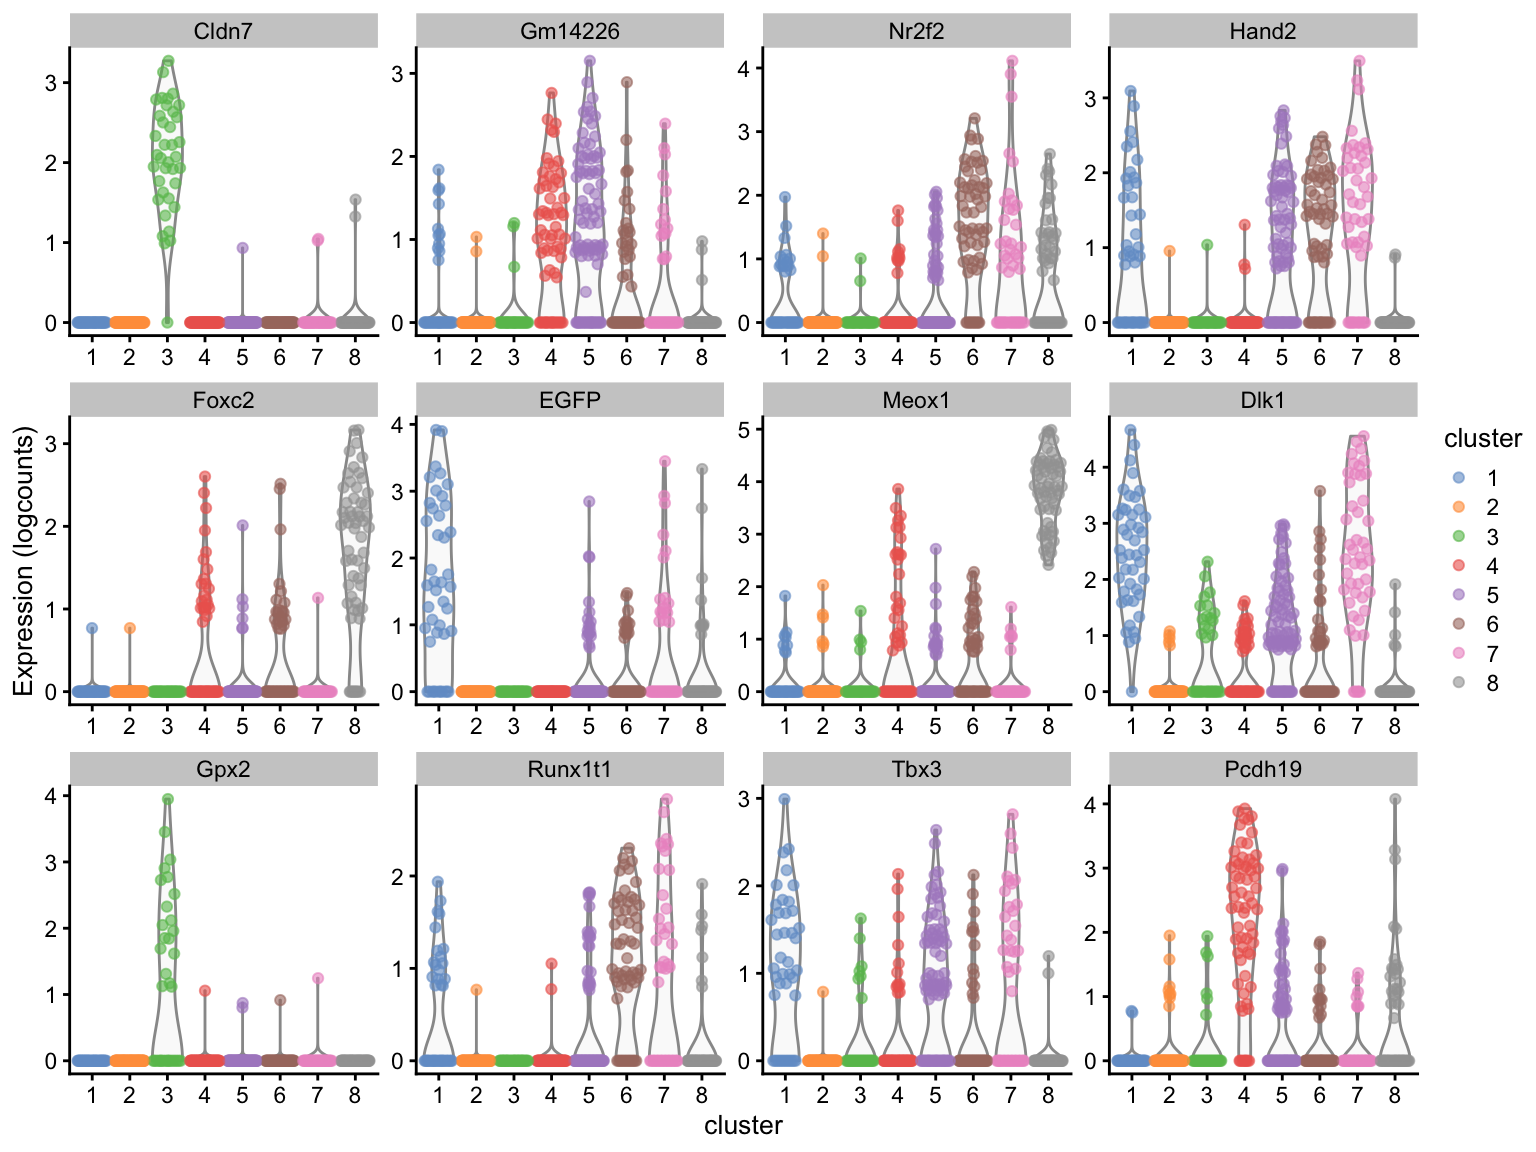 Cldn7 Gm14226 Nr2f2 Hand2
3 2 1 0
3 2 1 0
4 3 2 1 0
3 2 1 0
1 2 3 4 5 6 7 8 1 2 3 4 5 6 7 8 1 2 3 4 5 6 7 8 1 2 3 4 5 6 7 8
Foxc2 EGFP Meox1 Dlk1
3 2 1 0
4 3 2 1 0
5 4 3 2 1 0
4 3 2 1 0
1 2 3 4 5 6 7 8 1 2 3 4 5 6 7 8 1 2 3 4 5 6 7 8 1 2 3 4 5 6 7 8
Gpx2 Runx1t1 Tbx3 Pcdh19
4 3 2 1 0
2 1 0
3 2 1 0
4 3 2 1 0
1 2 3 4 5 6 7 8 1 2 3 4 5 6 7 8 1 2 3 4 5 6 7 8 1 2 3 4 5 6 7 8
Expression (logcounts)
cluster
cluster
1
2
3
4
5
6
7
8